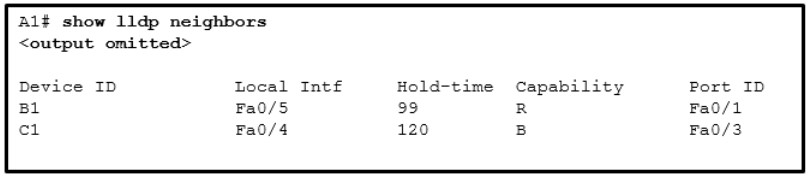 A1# show lldp neighbors
<output omitted>
Device ID Local Intf Hold-time Capability Port ID
B1 Fa0/5 99 R Fa0/1
C1 Fa0/4 120 B Fa0/3